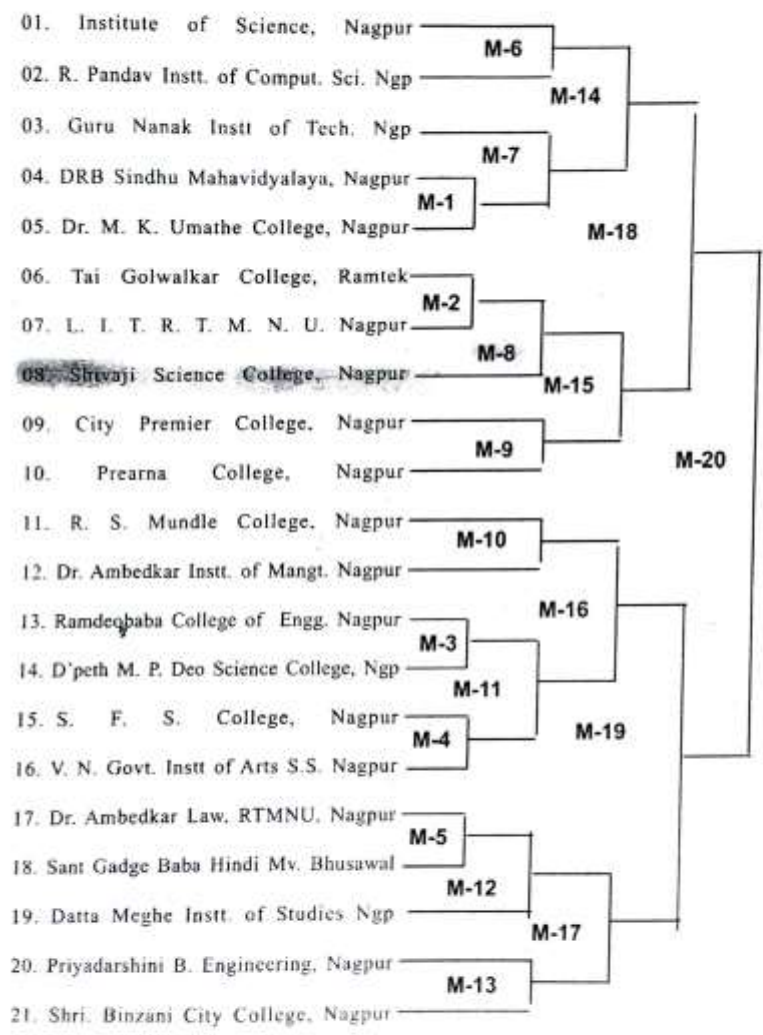 01. Institute of Science, Nagpur
M-6
02. R. Pandav Instt. of Comput. Sci. Ngp
M-14
03. Guru Nanak Instt of Tech. Ngp
M-7
04. DRB Sindhu Mahavidyalaya, Nagpur
M-1
05. Dr. M. K. Umathe College, Nagpur
M-18
06. Tai Golwalkar College, Ramtek
M-2
07. L. I. T. R. T. M. N. U. Nagpur
M-8
08. Shivaji Science College, Nagpur
M-15
09. City Premier College, Nagpur
M-9
M-20
10. Prearna College, Nagpur
11. R. S. Mundle College, Nagpur
M-10
12. Dr. Ambedkar Instt. of Mangt. Nagpur
M-16
13. Ramdeobaba College of Engg. Nagpur
M-3
14. D'peth M. P. Deo Science College, Ngp
M-11
15. S. F. S. College, Nagpur
M-4
M-19
16. V. N. Govt. Instt of Arts S.S. Nagpur
17. Dr. Ambedkar Law, RTMNU, Nagpur
M-5
18. Sant Gadge Baba Hindi Mv. Bhusawal
M-12
19. Datta Meghe Instt. of Studies Ngp
M-17
20. Priyadarshini B. Engineering, Nagpur
M-13
21. Shri. Binzani City College, Nagpur